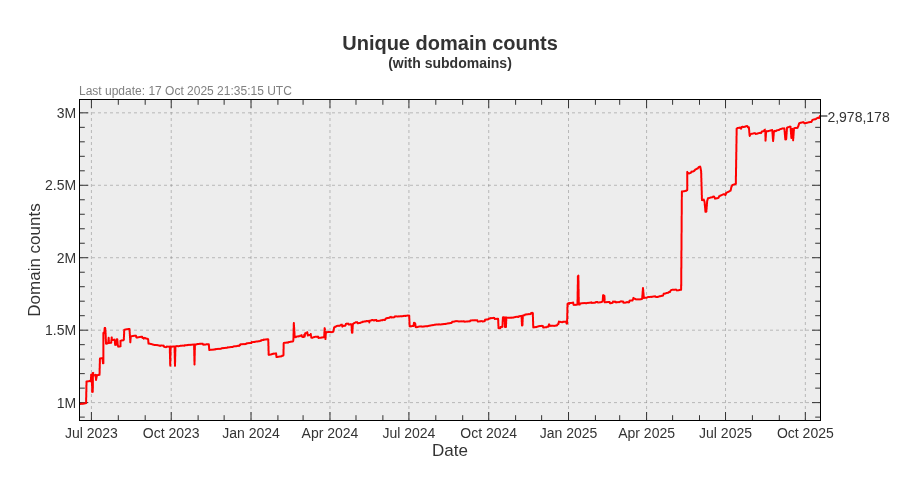 Unique domain counts
(with subdomains)
Last update: 17 Oct 2025 21:35:15 UTC
3M
2,978,178
2.5M
2M
1.5M
1M
Domain counts
Jul 2023 Oct 2023 Jan 2024 Apr 2024 Jul 2024 Oct 2024 Jan 2025 Apr 2025 Jul 2025 Oct 2025
Date